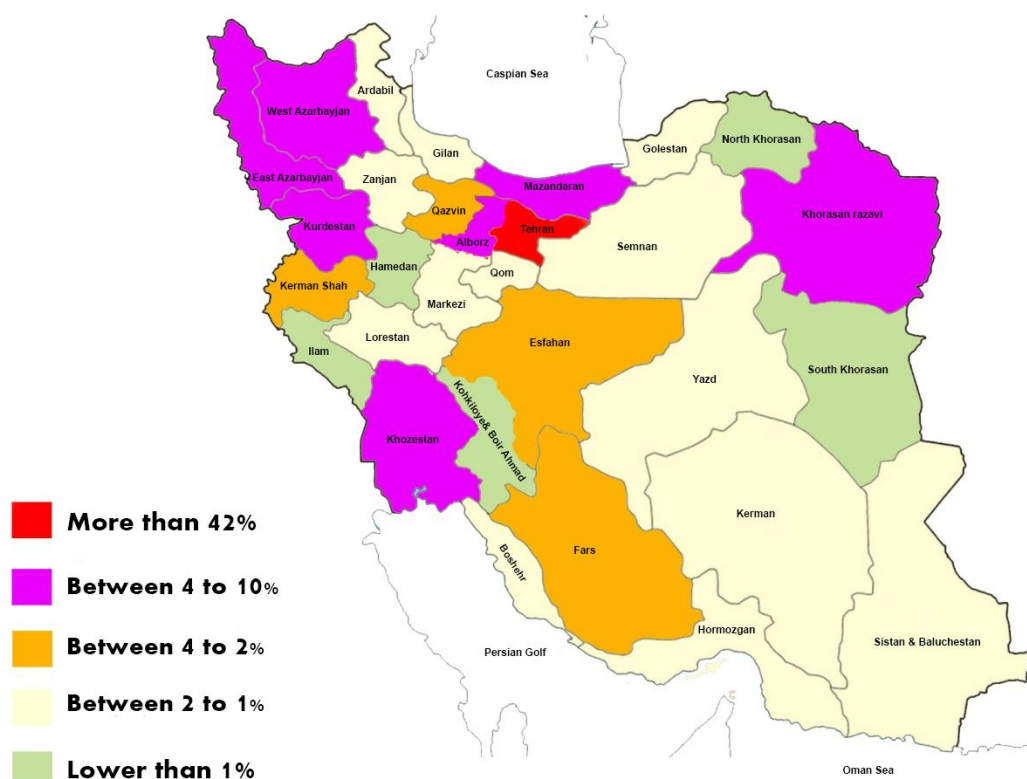 Caspian Sea
Ardabil
West Azarbayjan
Gilan
Golestan
North Khorasan
East Azarbayjan
Zanjan
Mazandaran
Qazvin
Khorasan razavi
Kurdestan
Tehran
Alborz
Semnan
Hamedan
Qom
Kerman Shah
Markezi
Lorestan
Esfahan
Ilam
South Khorasan
Yazd
Kohkiloye& Boir Ahmad
Khozestan
Kerman
Fars
Boshehr
Hormozgan
Sistan & Baluchestan
Persian Golf
Oman Sea
More than 42%
Between 4 to 10%
Between 4 to 2%
Between 2 to 1%
Lower than 1%